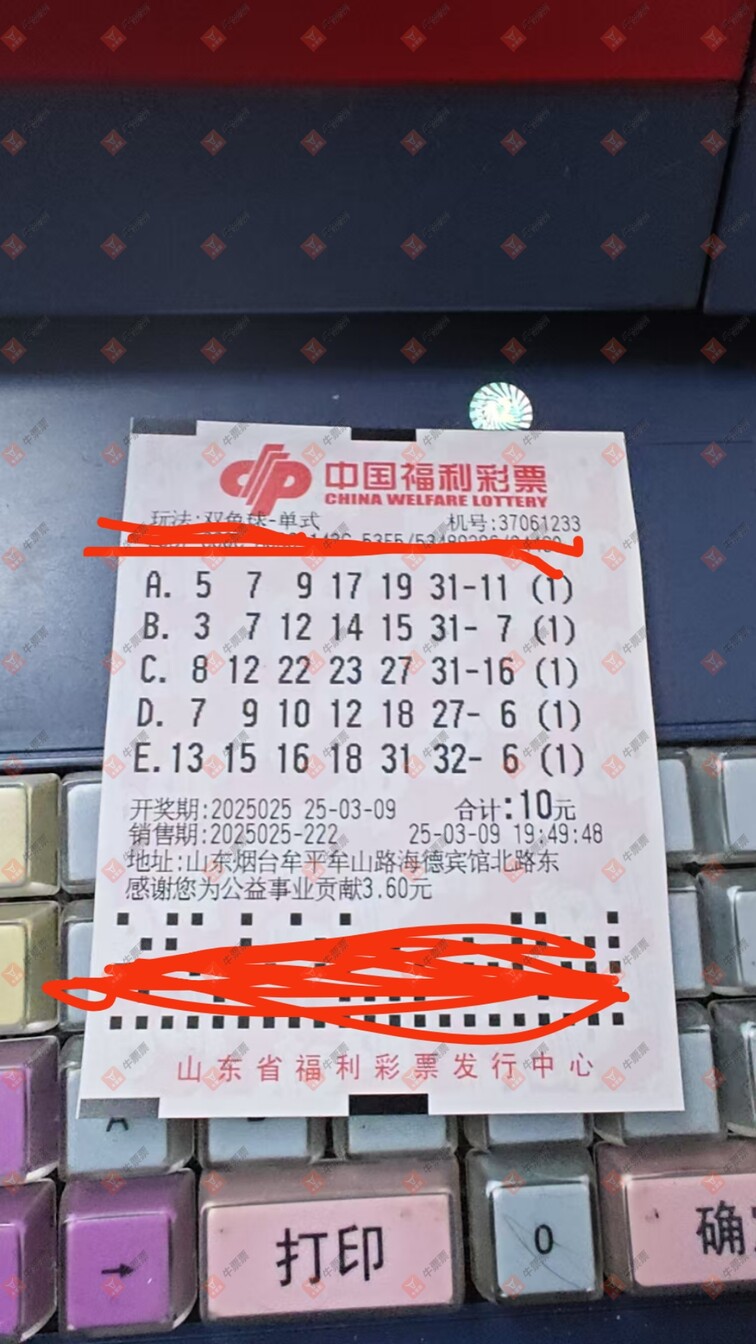 中国福利彩票
CHINA WELFARE LOTTERY
玩法:双色球-单式 机号:37061233
A. 5 7 9 17 19 31-11 (1)
B. 3 7 12 14 15 31- 7 (1)
C. 8 12 22 23 27 31-16 (1)
D. 7 9 10 12 18 27- 6 (1)
E. 13 15 16 18 31 32- 6 (1)
开奖期:2025025 25-03-09 合计:10元
销售期:2025025-222 25-03-09 19:49:48
地址:山东烟台牟平牟山路海德宾馆北路东
感谢您为公益事业贡献3.60元
山东省福利彩票发行中心
A
→ 打印 0 确